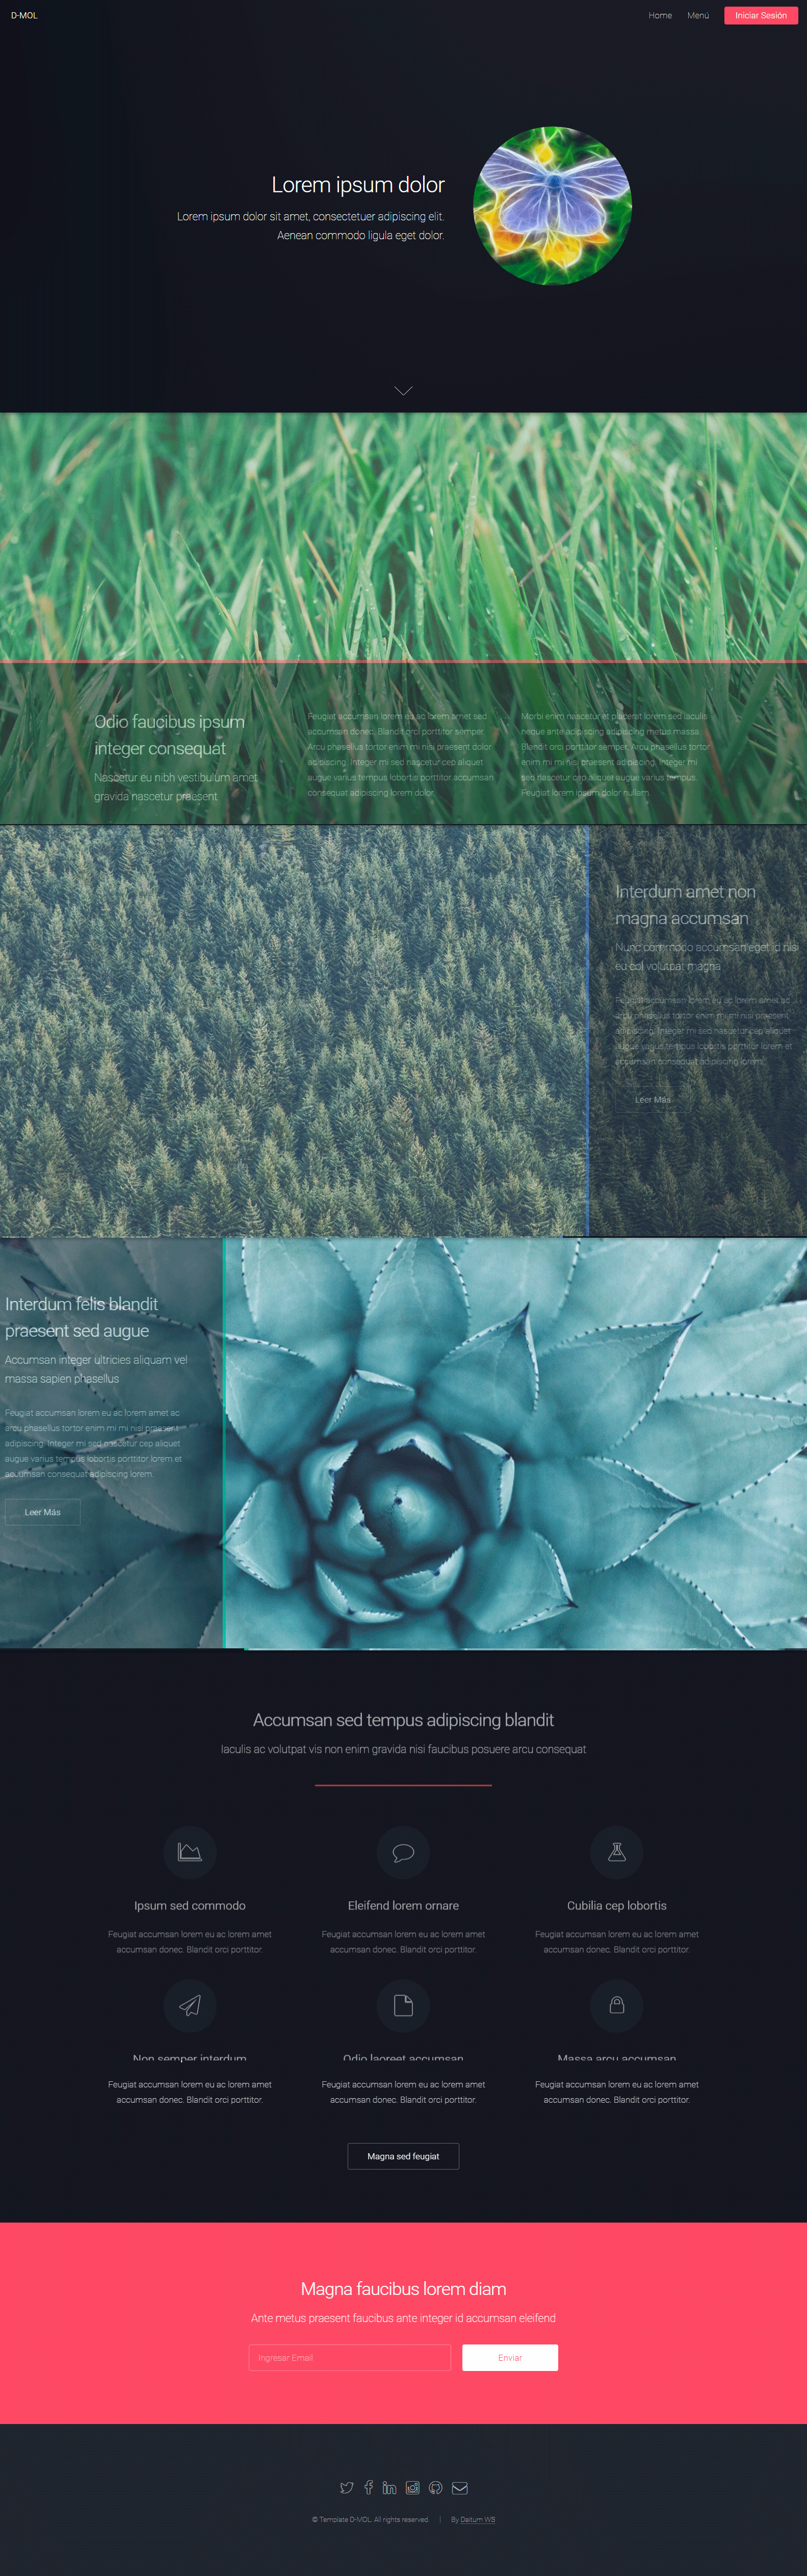 D-MOL
Home
Menú
Iniciar Sesión
Lorem ipsum dolor
Lorem ipsum dolor sit amet, consectetuer adipiscing elit.
Aenean commodo ligula eget dolor.
Odio faucibus ipsum
integer consequat
Nascetur eu nibh vestibulum amet
gravida nascetur praesent
Feugiat accumsan lorem eu ac lorem amet sed
accumsan donec. Blandit orci porttitor semper.
Arcu phasellus tortor enim mi nisi praesent dolor
adipiscing. Integer mi sed nascetur cep aliquet
augue varius tempus lobortis porttitor accumsan
consequat adipiscing lorem dolor.
Morbi enim nascetur et placerat lorem sed iaculis
neque ante adipiscing adipiscing metus massa.
Blandit orci porttitor semper. Arcu phasellus tortor
enim mi mi nisi praesent adipiscing. Integer mi
sed nascetur cep aliquet augue varius tempus.
Feugiat lorem ipsum dolor nullam.
Interdum amet non
magna accumsan
Nunc commodo accumsan eget id nisi
eu col volutpat magna
Feugiat accumsan lorem eu ac lorem amet ac
arcu phasellus tortor enim mi mi nisi praesent
adipiscing. Integer mi sed nascetur cep aliquet
augue varius tempus lobortis porttitor lorem et
accumsan consequat adipiscing lorem.
Leer Más
Interdum felis blandit
praesent sed augue
Accumsan integer ultricies aliquam vel
massa sapien phasellus
Feugiat accumsan lorem eu ac lorem amet ac
arcu phasellus tortor enim mi mi nisi praesent
adipiscing. Integer mi sed nascetur cep aliquet
augue varius tempus lobortis porttitor lorem et
accumsan consequat adipiscing lorem.
Leer Más
Accumsan sed tempus adipiscing blandit
Iaculis ac volutpat vis non enim gravida nisi faucibus posuere arcu consequat
Ipsum sed commodo
Feugiat accumsan lorem eu ac lorem amet
accumsan donec. Blandit orci porttitor.
Eleifend lorem ornare
Feugiat accumsan lorem eu ac lorem amet
accumsan donec. Blandit orci porttitor.
Cubilia cep lobortis
Feugiat accumsan lorem eu ac lorem amet
accumsan donec. Blandit orci porttitor.
Non semper interdum
Feugiat accumsan lorem eu ac lorem amet
accumsan donec. Blandit orci porttitor.
Odio laoreet accumsan
Feugiat accumsan lorem eu ac lorem amet
accumsan donec. Blandit orci porttitor.
Massa arcu accumsan
Feugiat accumsan lorem eu ac lorem amet
accumsan donec. Blandit orci porttitor.
Magna sed feugiat
Magna faucibus lorem diam
Ante metus praesent faucibus ante integer id accumsan eleifend
Ingresar Email
Enviar
© Template D-MOL. All rights reserved. | By Daitum WS